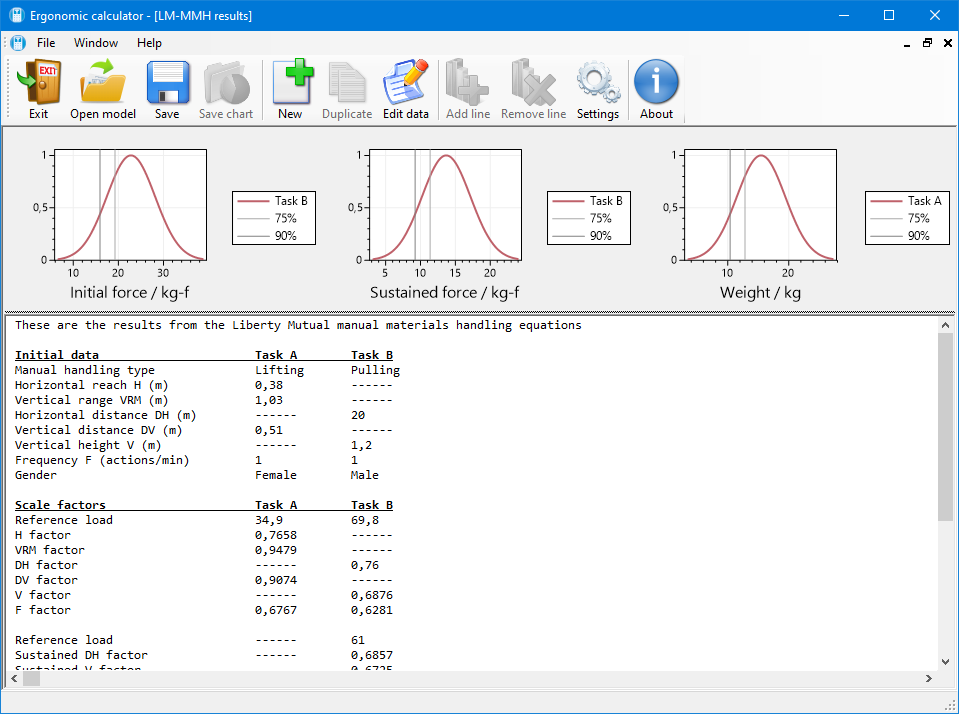 Ergonomic calculator - [LM-MMH results]
File Window Help
EXIT
Exit Open model Save Save chart New Duplicate Edit data Add line Remove line Settings About
1
0,5
0
10 20 30
Initial force / kg-f
Task B
75%
90%
1
0,5
0
5 10 15 20
Sustained force / kg-f
Task B
75%
90%
1
0,5
0
10 20
Weight / kg
Task A
75%
90%
These are the results from the Liberty Mutual manual materials handling equations
Initial data Task A Task B
Manual handling type Lifting Pulling
Horizontal reach H (m) 0,38 ------
Vertical range VRM (m) 1,03 ------
Horizontal distance DH (m) ------ 20
Vertical distance DV (m) 0,51 ------
Vertical height V (m) ------ 1,2
Frequency F (actions/min) 1 1
Gender Female Male
Scale factors Task A Task B
Reference load 34,9 69,8
H factor 0,7658 ------
VRM factor 0,9479 ------
DH factor ------ 0,76
DV factor 0,9074 ------
V factor ------ 0,6876
F factor 0,6767 0,6281
Reference load ------ 61
Sustained DH factor ------ 0,6857
Sustained V factor